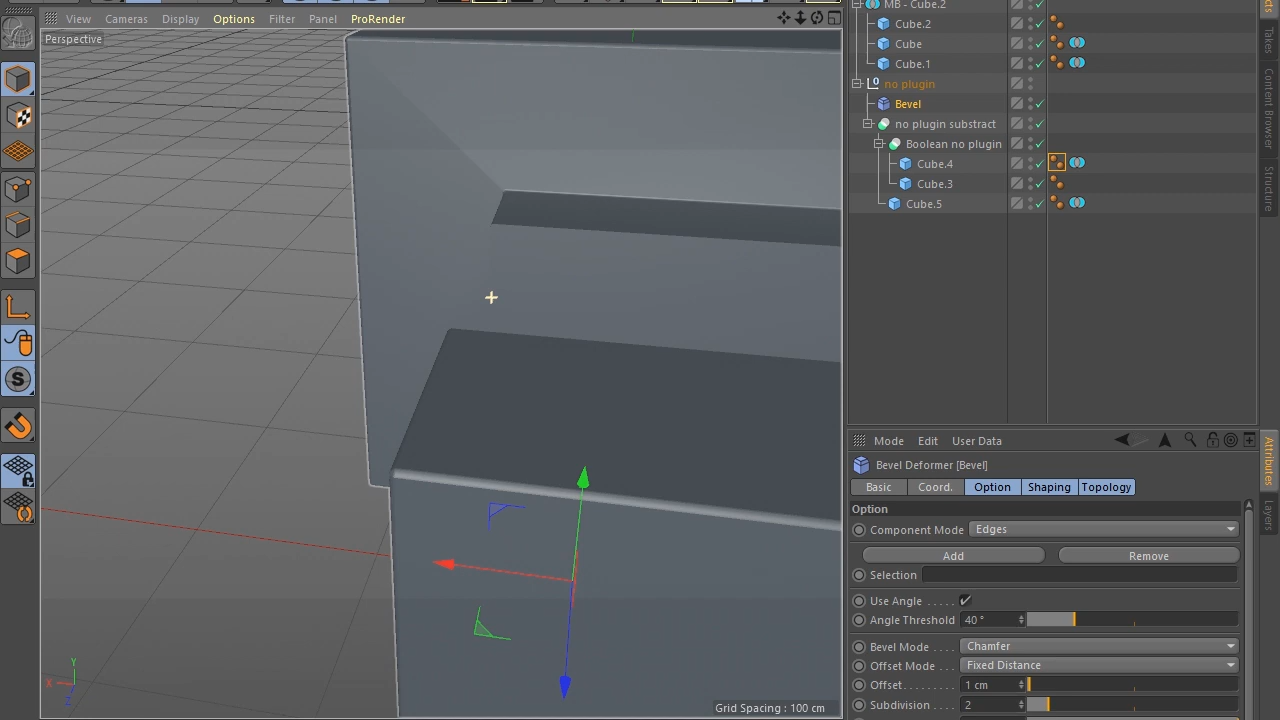 View Cameras Display Options Filter Panel ProRender
Perspective
MB - Cube.2
Cube.2
Cube
Cube.1
no plugin
Bevel
no plugin substract
Boolean no plugin
Cube.4
Cube.3
Cube.5
Takes
Content Browser
Structure
Mode Edit User Data
Bevel Deformer [Bevel]
Basic Coord. Option Shaping Topology
Option
Component Mode Edges
Add Remove
Selection
Use Angle . . . . .
Angle Threshold 40 °
Bevel Mode . . . . Chamfer
Offset Mode . . . Fixed Distance
Offset. . . . . . . . . 1 cm
Subdivision . . . . 2
Attributes
Layers
S
Y
X
Z
Grid Spacing : 100 cm